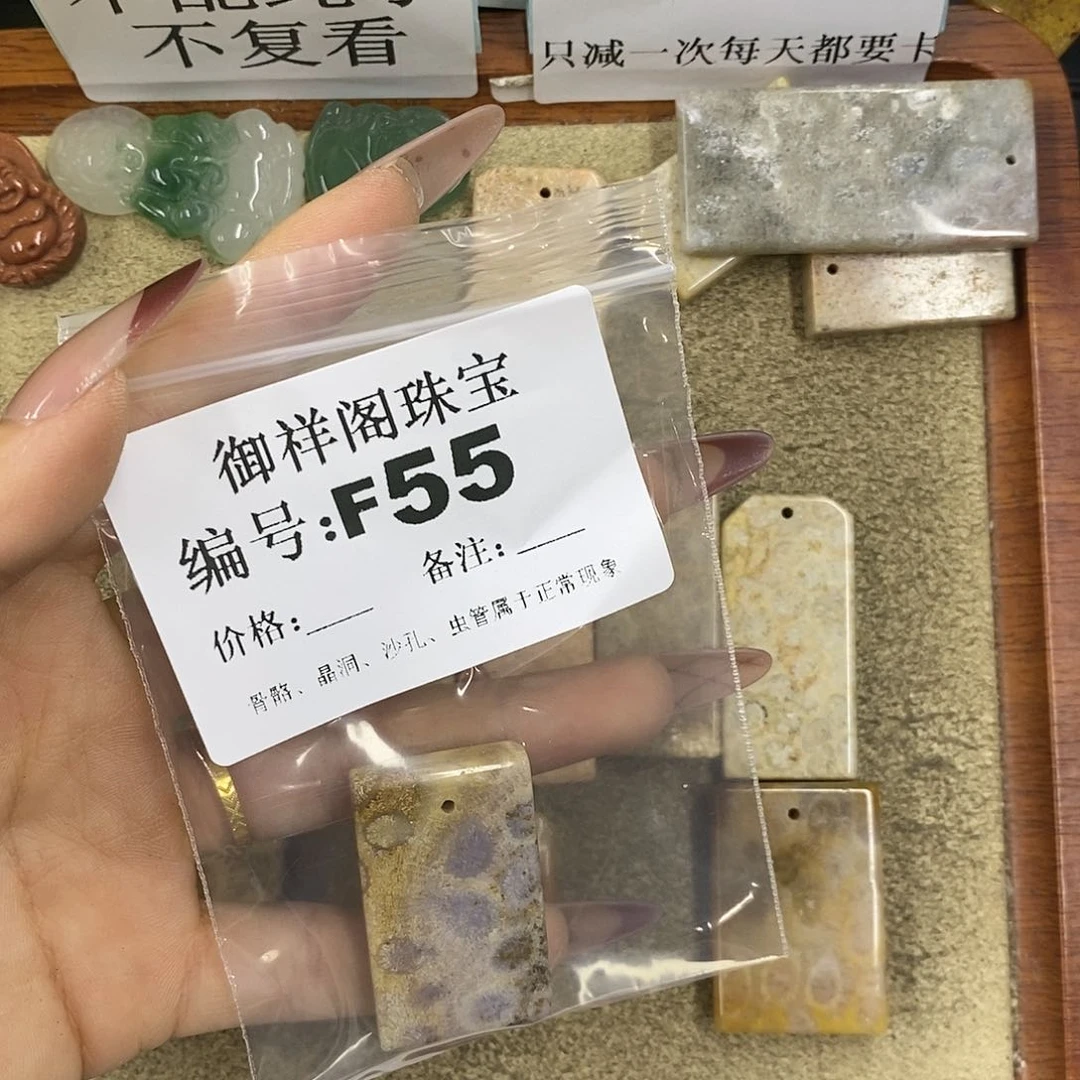 不复看
只减一次每天都要卡
御祥阁珠宝
编号:F55
备注:
价格:
骨骼、晶洞、沙孔、虫管属于正常现象